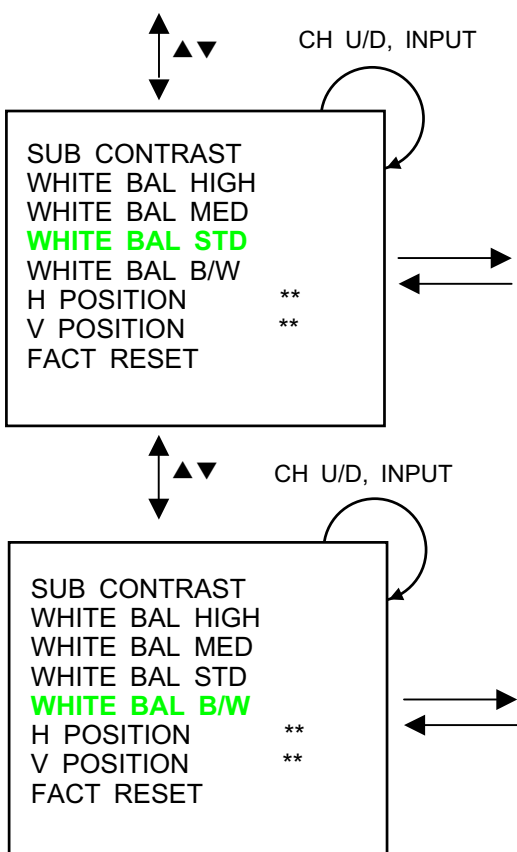 ▲▼
CH U/D, INPUT
SUB CONTRAST
WHITE BAL HIGH
WHITE BAL MED
WHITE BAL STD
WHITE BAL B/W
H POSITION **
V POSITION **
FACT RESET
▲▼
CH U/D, INPUT
SUB CONTRAST
WHITE BAL HIGH
WHITE BAL MED
WHITE BAL STD
WHITE BAL B/W
H POSITION **
V POSITION **
FACT RESET